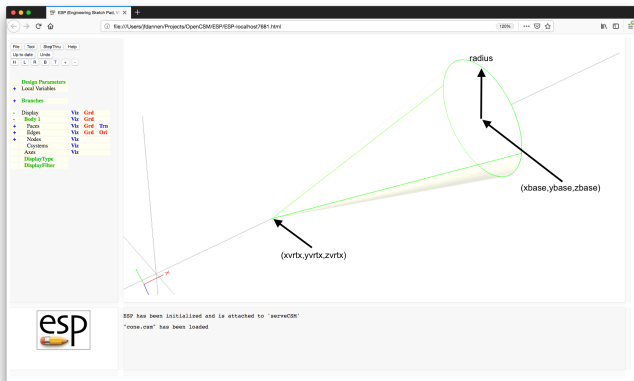 ESP (Engineering Sketch Pad, V
file:///Users/jfdannen/Projects/OpenCSM/ESP/ESP-localhost7681.html
120%
File Tool StepThru Help
Up to date Undo
H L R B T + -
Design Parameters
+ Local Variables
+ Branches
- Display Viz Grd
- Body 1 Viz Grd
+ Faces Viz Grd Trn
+ Edges Viz Grd Ori
+ Nodes Viz
Csystems Viz
Axes Viz
DisplayType
DisplayFilter
radius
(xbase,ybase,zbase)
(xvrtx,yvrtx,zvrtx)
esp
ESP has been initialized and is attached to 'serveCSM'
"cone.csm" has been loaded